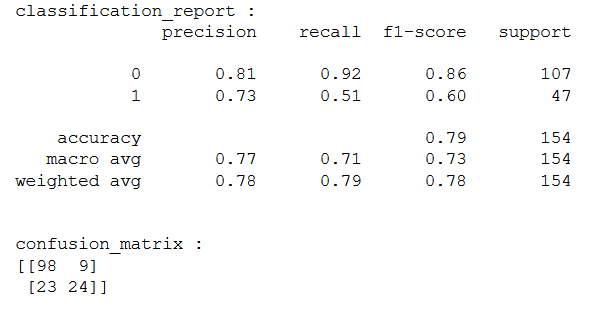 classification_report :
precision recall f1-score support
0 0.81 0.92 0.86 107
1 0.73 0.51 0.60 47
accuracy 0.79 154
macro avg 0.77 0.71 0.73 154
weighted avg 0.78 0.79 0.78 154
confusion_matrix :
[[98 9]
[23 24]]